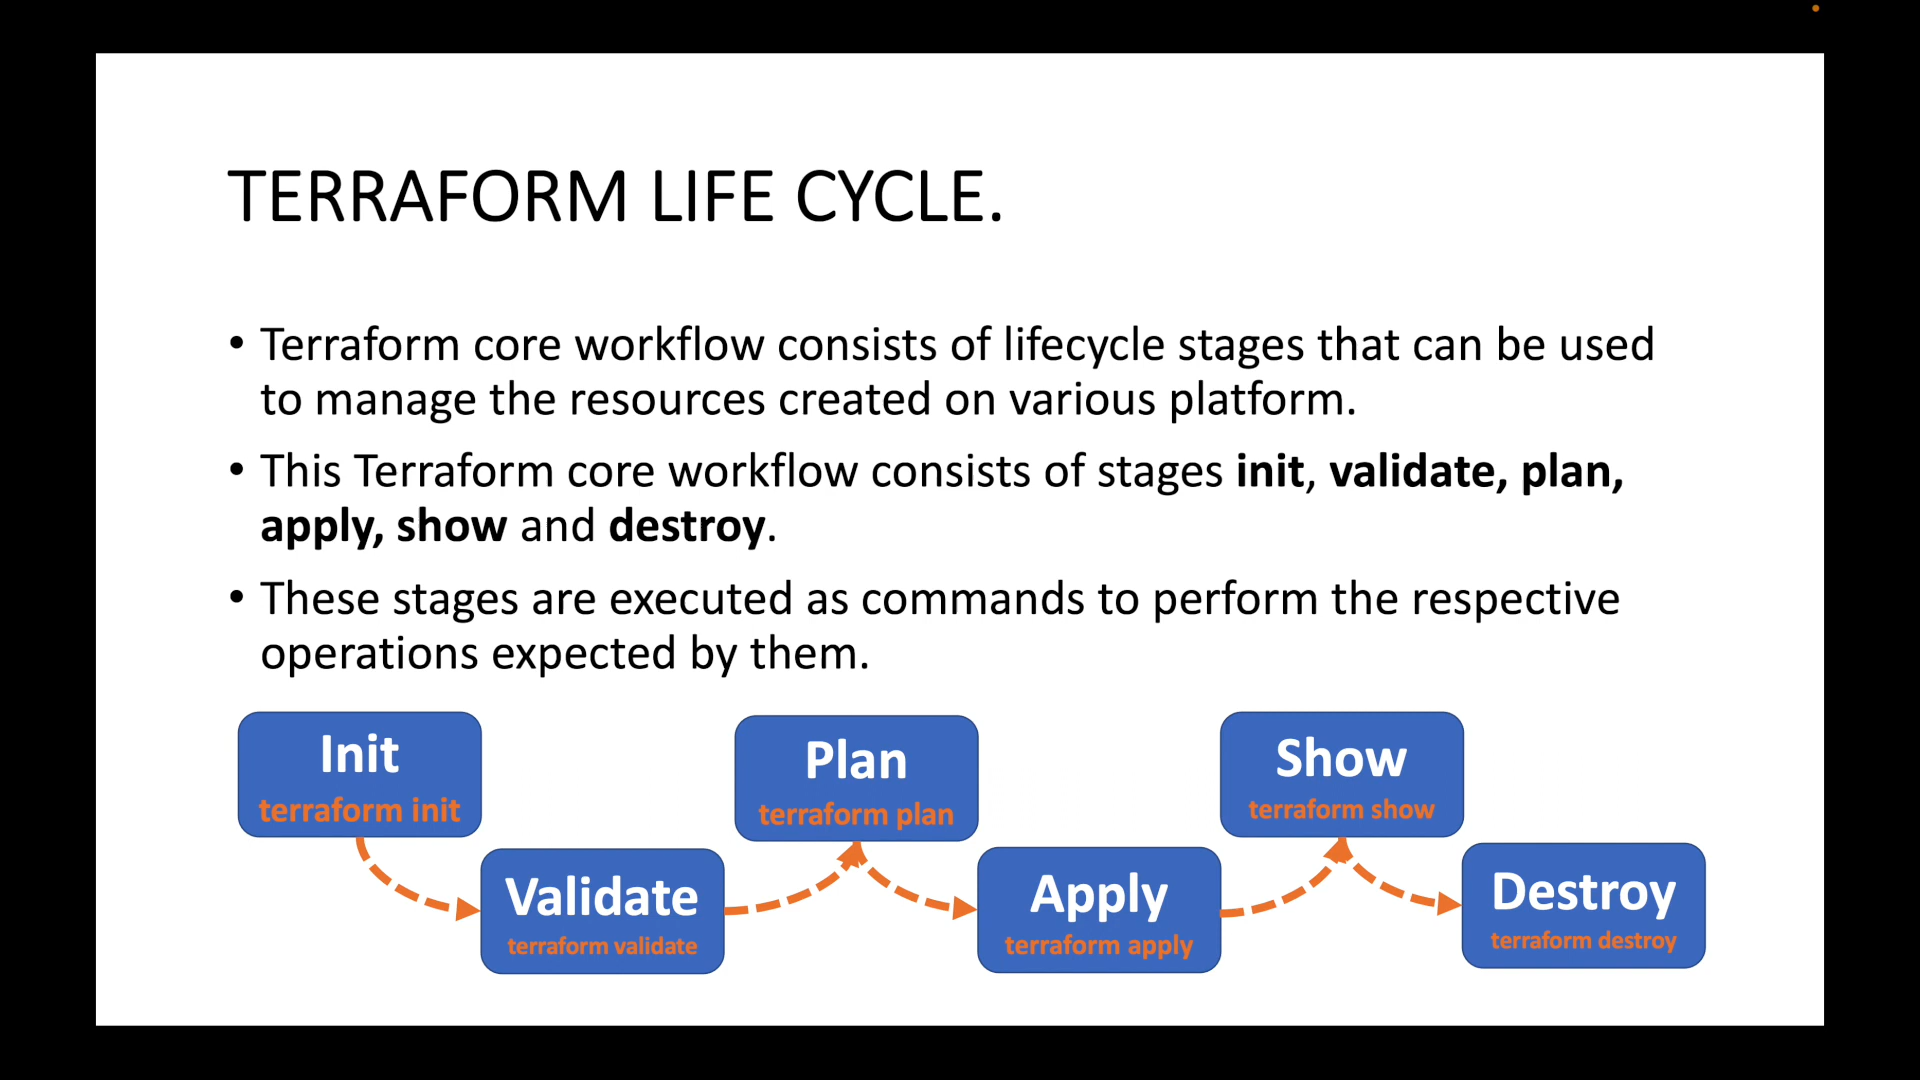 TERRAFORM LIFE CYCLE.
• Terraform core workflow consists of lifecycle stages that can be used
to manage the resources created on various platform.
• This Terraform core workflow consists of stages init, validate, plan,
apply, show and destroy.
• These stages are executed as commands to perform the respective
operations expected by them.
Init
terraform init
Validate
terraform validate
Plan
terraform plan
Apply
terraform apply
Show
terraform show
Destroy
terraform destroy